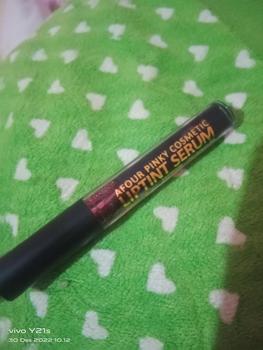 AFOUR PINKY COSMETIC
LIPTINT SERUM
vivo Y21s
30 Des 2022 10.12